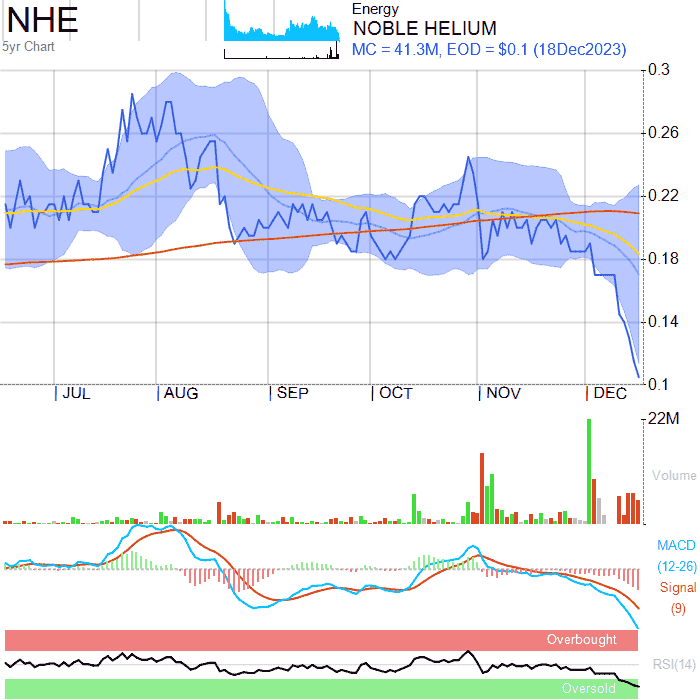 NHE
5yr Chart
Energy
NOBLE HELIUM
MC = 41.3M, EOD = $0.1 (18Dec2023)
0.3
0.26
0.22
0.18
0.14
0.1
JUL AUG SEP OCT NOV DEC
22M
Volume
MACD
(12-26)
Signal
(9)
Overbought
RSI(14)
Oversold